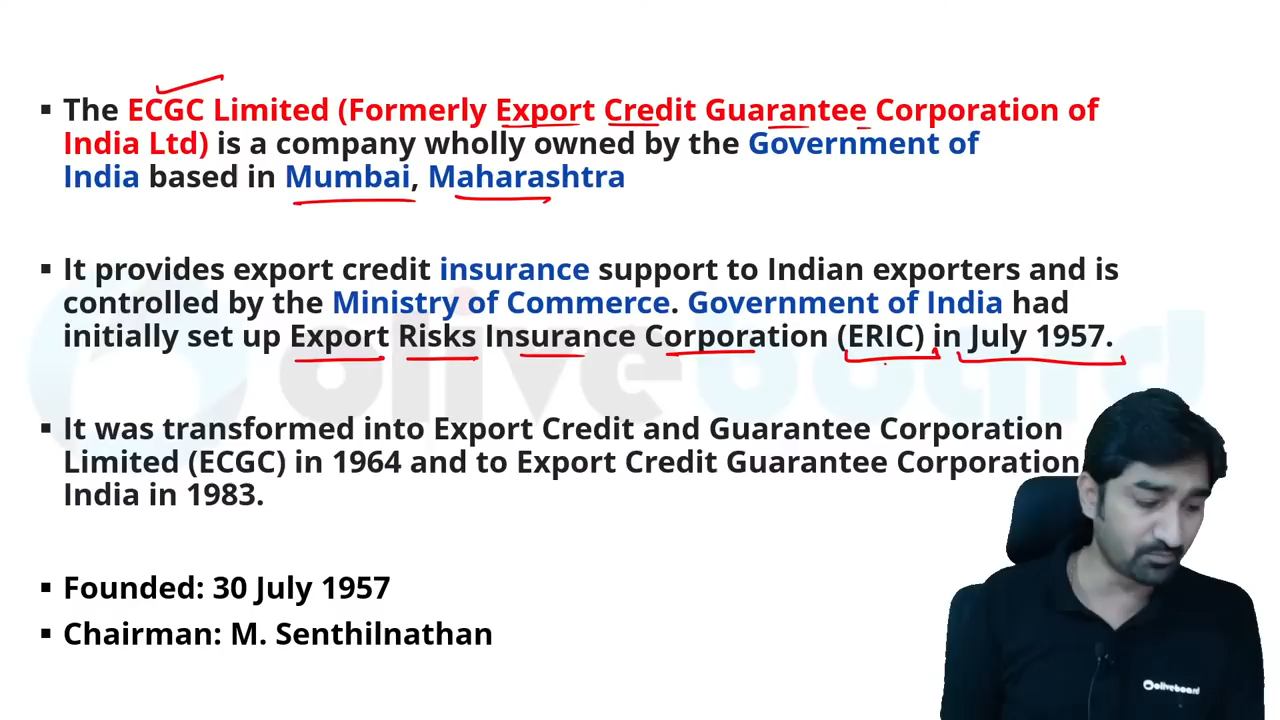 ▪ The ECGC Limited (Formerly Export Credit Guarantee Corporation of
India Ltd) is a company wholly owned by the Government of
India based in Mumbai, Maharashtra
▪ It provides export credit insurance support to Indian exporters and is
controlled by the Ministry of Commerce. Government of India had
initially set up Export Risks Insurance Corporation (ERIC) in July 1957.
▪ It was transformed into Export Credit and Guarantee Corporation
Limited (ECGC) in 1964 and to Export Credit Guarantee Corporation
India in 1983.
▪ Founded: 30 July 1957
▪ Chairman: M. Senthilnathan
oliveboard
oliveboard